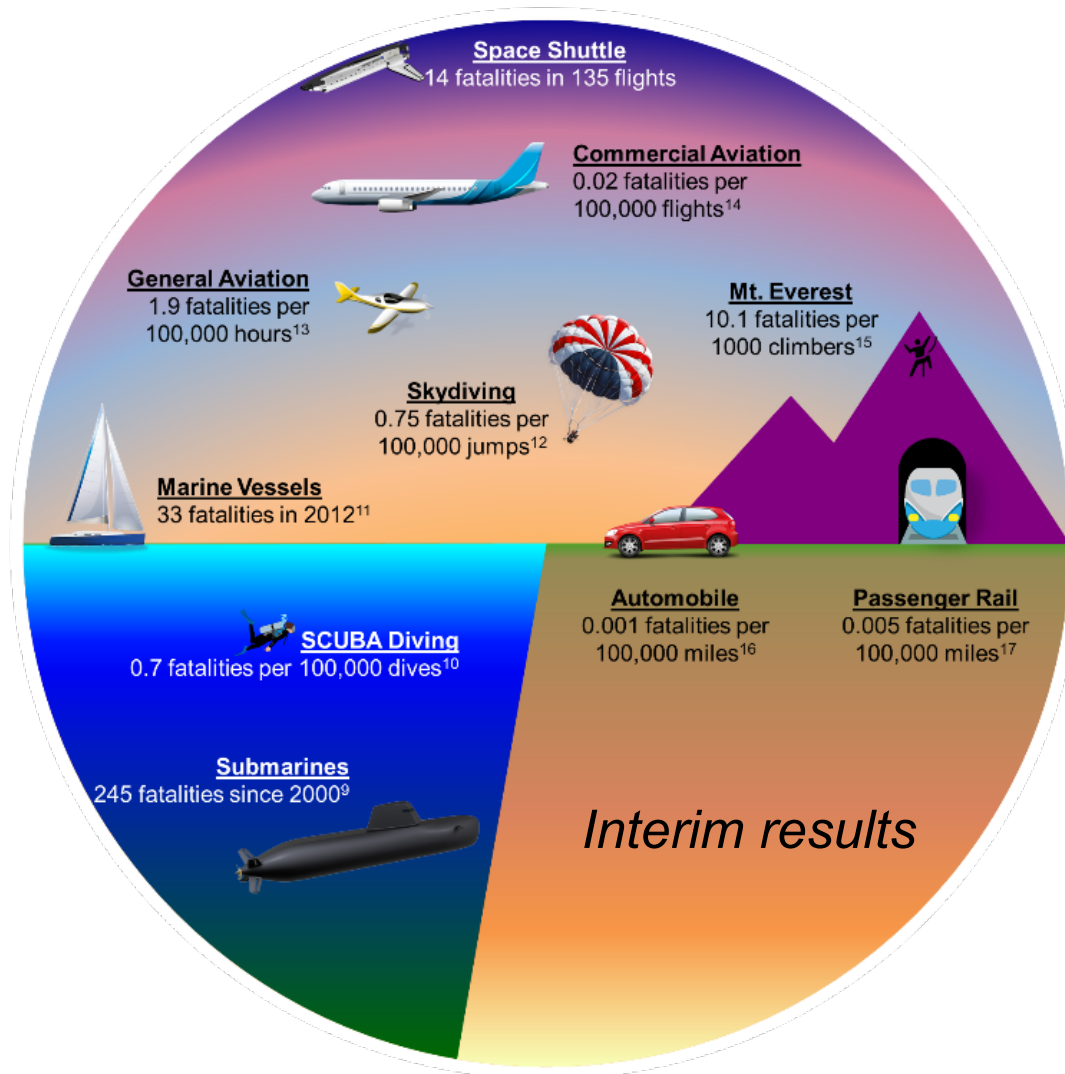 Space Shuttle
14 fatalities in 135 flights
Commercial Aviation
0.02 fatalities per
100,000 flights14
General Aviation
1.9 fatalities per
100,000 hours13
Mt. Everest
10.1 fatalities per
1000 climbers15
Skydiving
0.75 fatalities per
100,000 jumps12
Marine Vessels
33 fatalities in 201211
Automobile
0.001 fatalities per
100,000 miles16
Passenger Rail
0.005 fatalities per
100,000 miles17
SCUBA Diving
0.7 fatalities per 100,000 dives10
Submarines
245 fatalities since 20009
Interim results